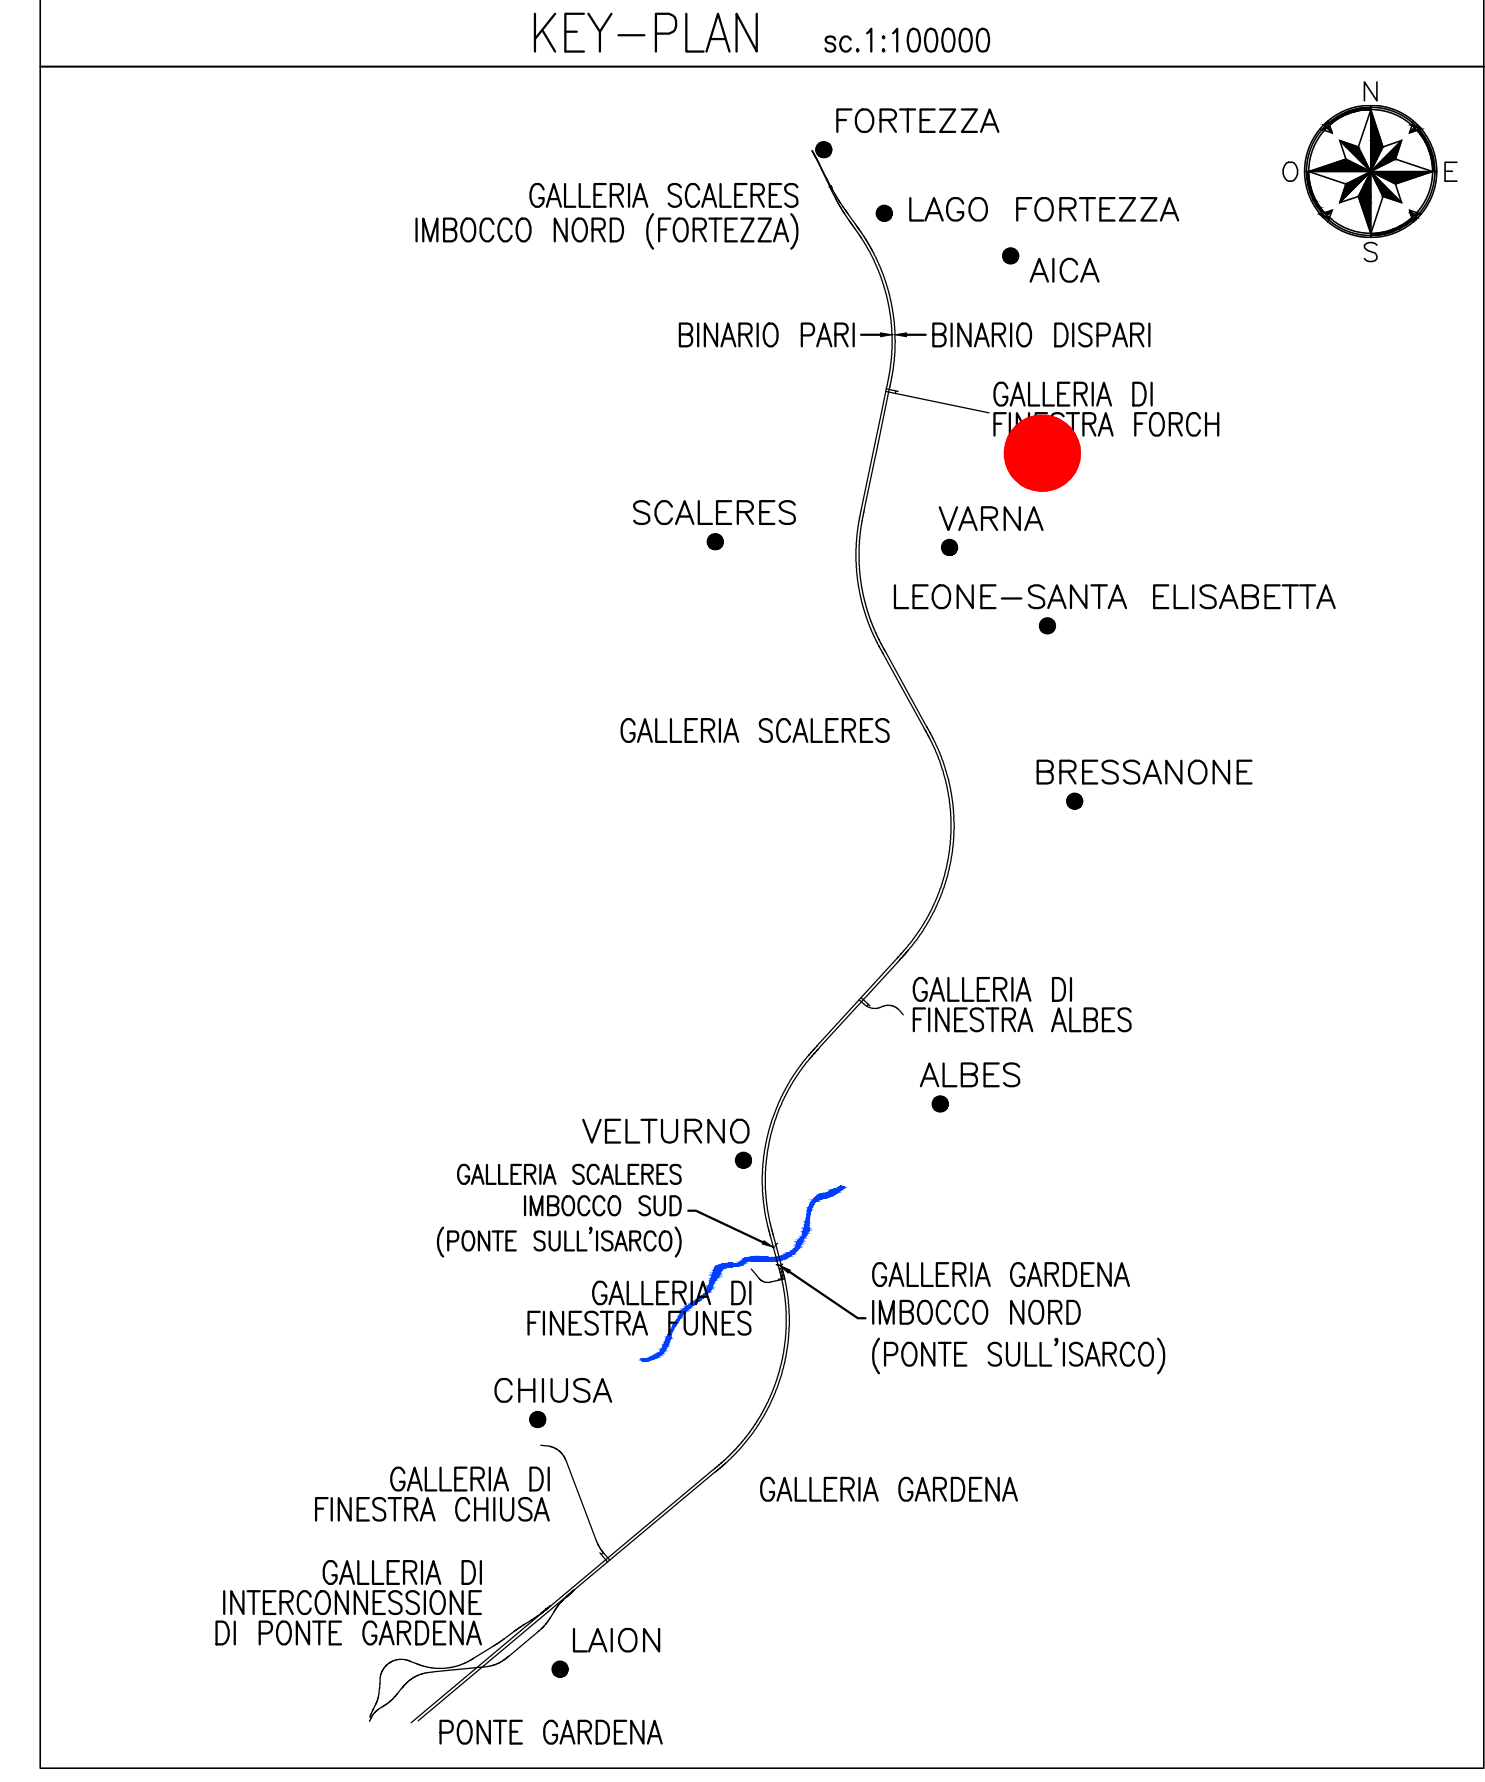 KEY-PLAN sc.1:100000
N
O
E
S
FORTEZZA
GALLERIA SCALERES
IMBOCCO NORD (FORTEZZA)
LAGO FORTEZZA
AICA
BINARIO PARI
BINARIO DISPARI
GALLERIA DI
FINESTRA FORCH
SCALERES
VARNA
LEONE-SANTA ELISABETTA
GALLERIA SCALERES
BRESSANONE
GALLERIA DI
FINESTRA ALBES
ALBES
VELTURNO
GALLERIA SCALERES
IMBOCCO SUD
(PONTE SULL'ISARCO)
GALLERIA GARDENA
IMBOCCO NORD
(PONTE SULL'ISARCO)
GALLERIA DI
FINESTRA FUNES
CHIUSA
GALLERIA DI
FINESTRA CHIUSA
GALLERIA GARDENA
GALLERIA DI
INTERCONNESSIONE
DI PONTE GARDENA
LAION
PONTE GARDENA